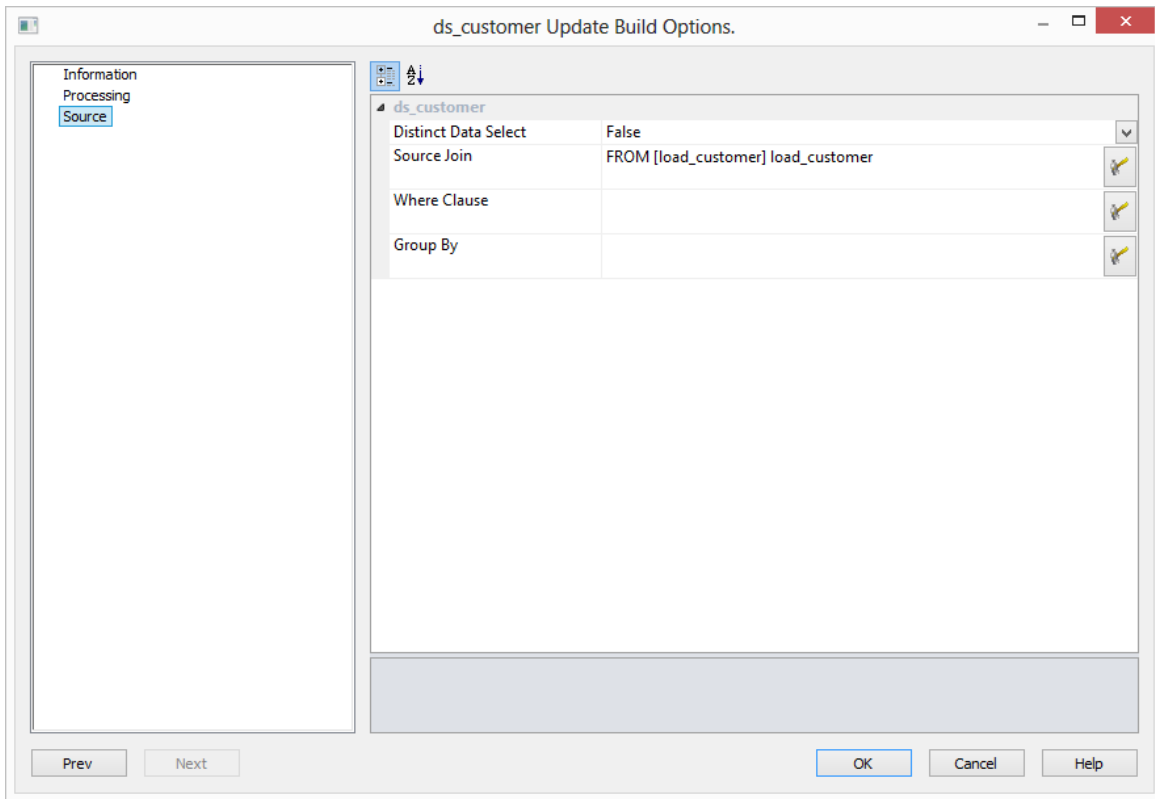 ds_customer Update Build Options.
Information
Processing
Source
ds_customer
Distinct Data Select False
Source Join FROM [load_customer] load_customer
Where Clause
Group By
Prev Next OK Cancel Help